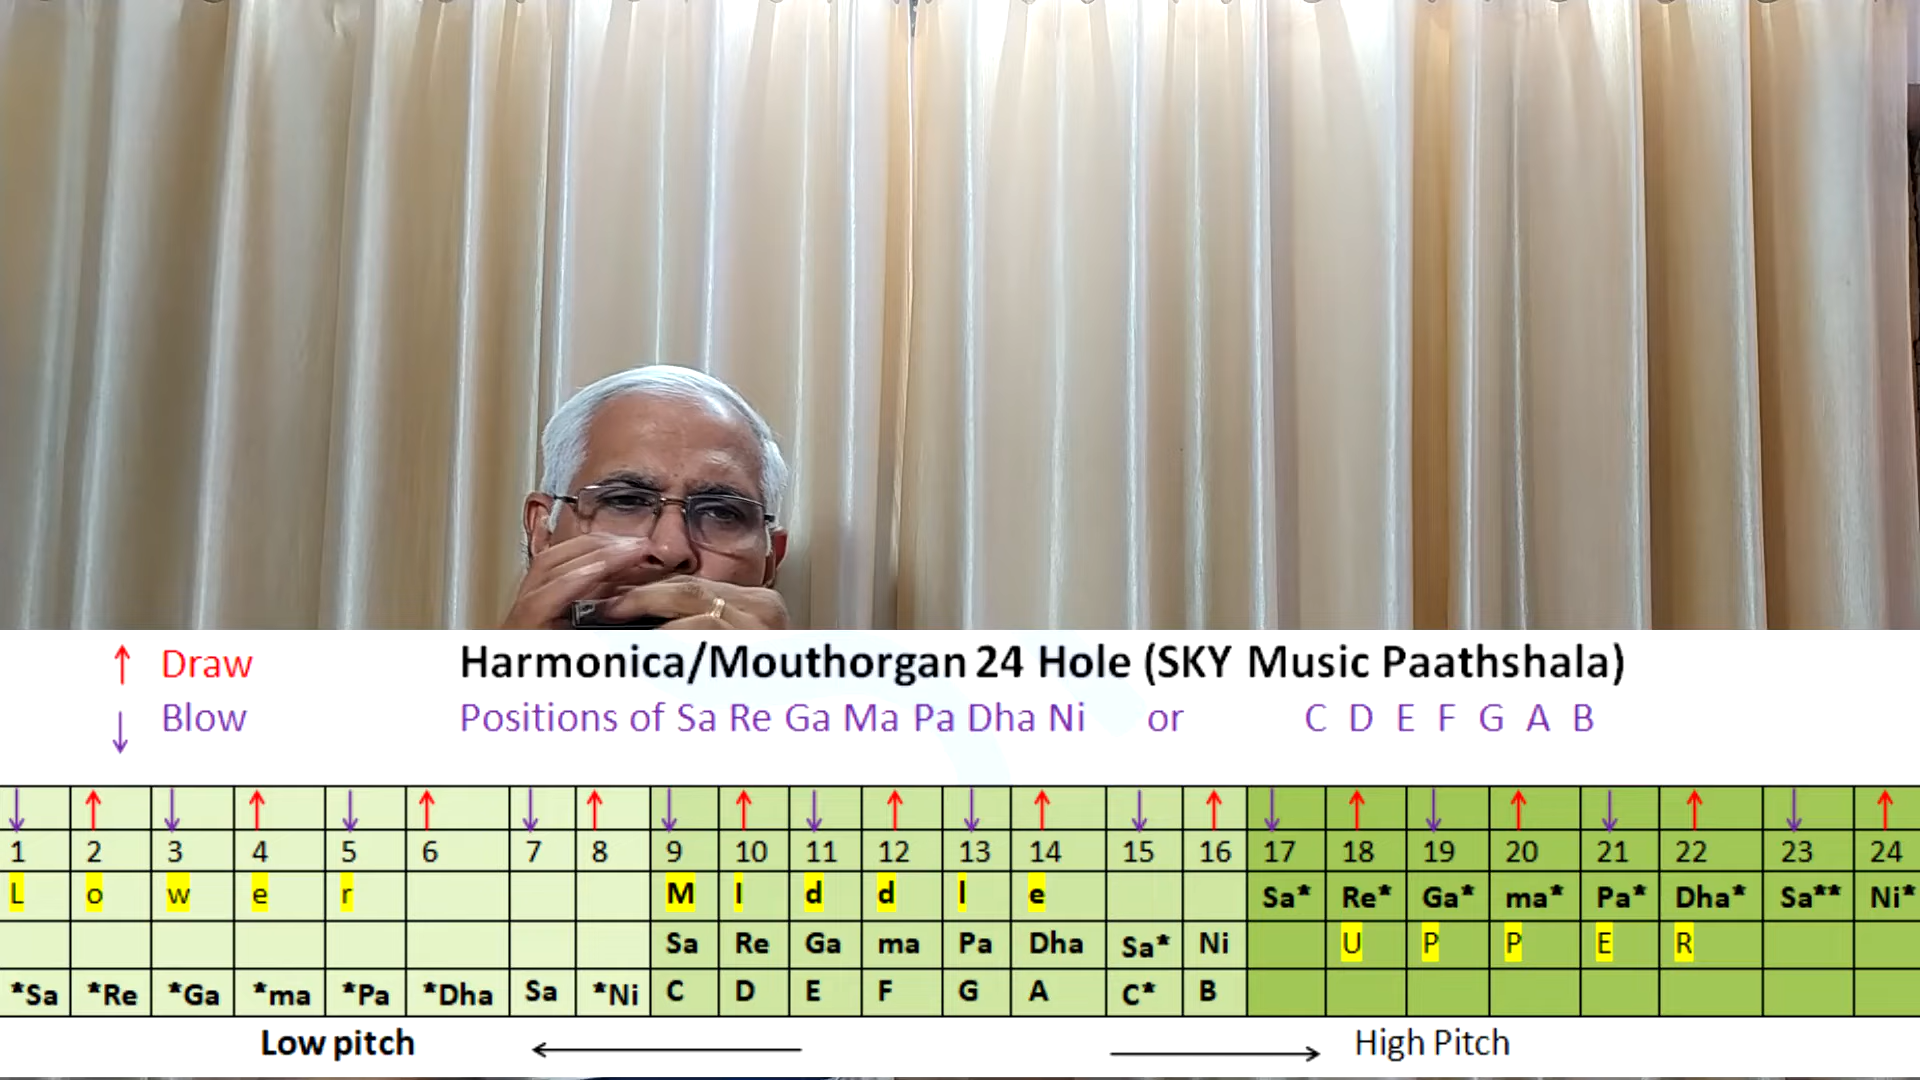 ↑ Draw Harmonica/Mouthorgan 24 Hole (SKY Music Paathshala)
↓ Blow Positions of Sa Re Ga Ma Pa Dha Ni or C D E F G A B
↓ ↑ ↓ ↑ ↓ ↑ ↓ ↑ ↓ ↑ ↓ ↑ ↓ ↑ ↓ ↑ ↓ ↑ ↓ ↑ ↓ ↑ ↓ ↑
1 2 3 4 5 6 7 8 9 10 11 12 13 14 15 16 17 18 19 20 21 22 23 24
L o w e r M I d d l e Sa* Re* Ga* ma* Pa* Dha* Sa** Ni*
Sa Re Ga ma Pa Dha Sa* Ni U P P E R
*Sa *Re *Ga *ma *Pa *Dha Sa *Ni C D E F G A C* B
Low pitch ← → High Pitch